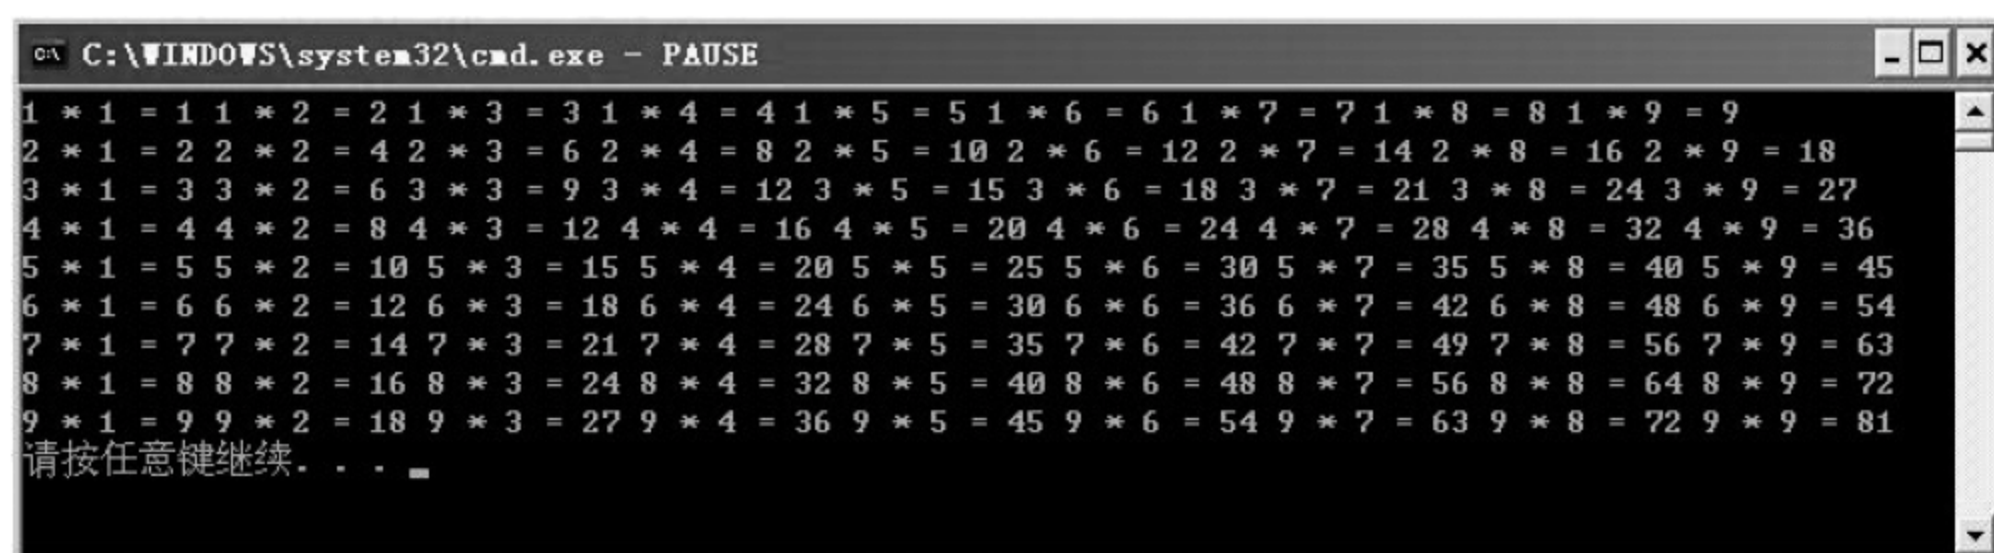 C:\WINDOWS\system32\cmd.exe - PAUSE
1 * 1 = 1 1 * 2 = 2 1 * 3 = 3 1 * 4 = 4 1 * 5 = 5 1 * 6 = 6 1 * 7 = 7 1 * 8 = 8 1 * 9 = 9
2 * 1 = 2 2 * 2 = 4 2 * 3 = 6 2 * 4 = 8 2 * 5 = 10 2 * 6 = 12 2 * 7 = 14 2 * 8 = 16 2 * 9 = 18
3 * 1 = 3 3 * 2 = 6 3 * 3 = 9 3 * 4 = 12 3 * 5 = 15 3 * 6 = 18 3 * 7 = 21 3 * 8 = 24 3 * 9 = 27
4 * 1 = 4 4 * 2 = 8 4 * 3 = 12 4 * 4 = 16 4 * 5 = 20 4 * 6 = 24 4 * 7 = 28 4 * 8 = 32 4 * 9 = 36
5 * 1 = 5 5 * 2 = 10 5 * 3 = 15 5 * 4 = 20 5 * 5 = 25 5 * 6 = 30 5 * 7 = 35 5 * 8 = 40 5 * 9 = 45
6 * 1 = 6 6 * 2 = 12 6 * 3 = 18 6 * 4 = 24 6 * 5 = 30 6 * 6 = 36 6 * 7 = 42 6 * 8 = 48 6 * 9 = 54
7 * 1 = 7 7 * 2 = 14 7 * 3 = 21 7 * 4 = 28 7 * 5 = 35 7 * 6 = 42 7 * 7 = 49 7 * 8 = 56 7 * 9 = 63
8 * 1 = 8 8 * 2 = 16 8 * 3 = 24 8 * 4 = 32 8 * 5 = 40 8 * 6 = 48 8 * 7 = 56 8 * 8 = 64 8 * 9 = 72
9 * 1 = 9 9 * 2 = 18 9 * 3 = 27 9 * 4 = 36 9 * 5 = 45 9 * 6 = 54 9 * 7 = 63 9 * 8 = 72 9 * 9 = 81
请按任意键继续. . . _